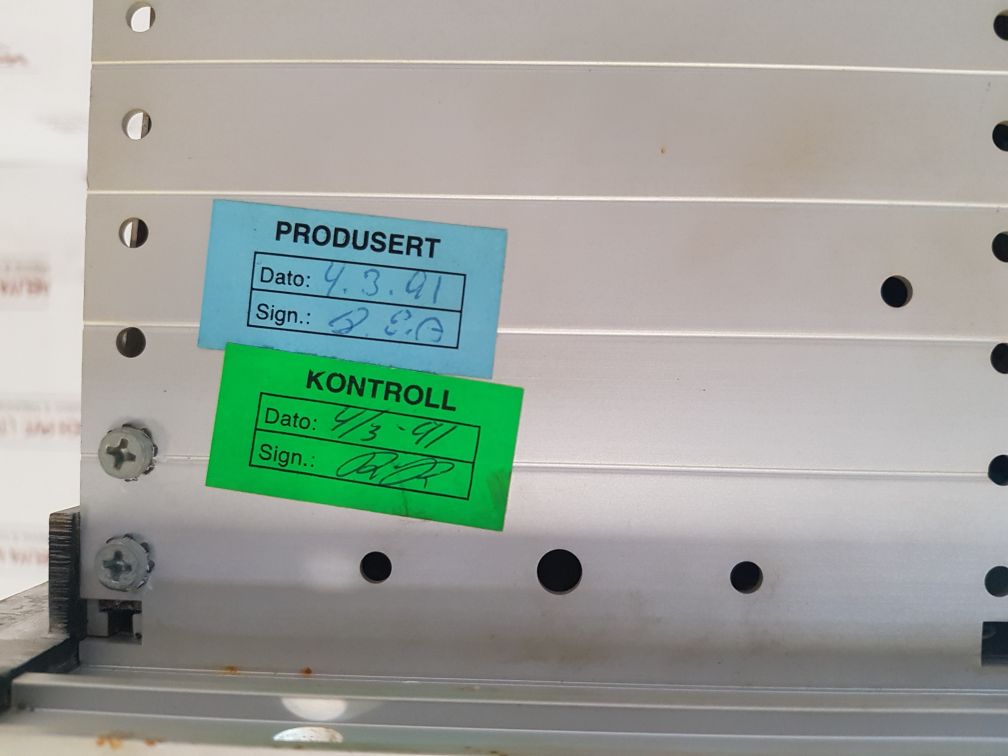 PRODUSERT
Dato: 4.3.91
Sign.:
KONTROLL
Dato: 4/3-91
Sign.: